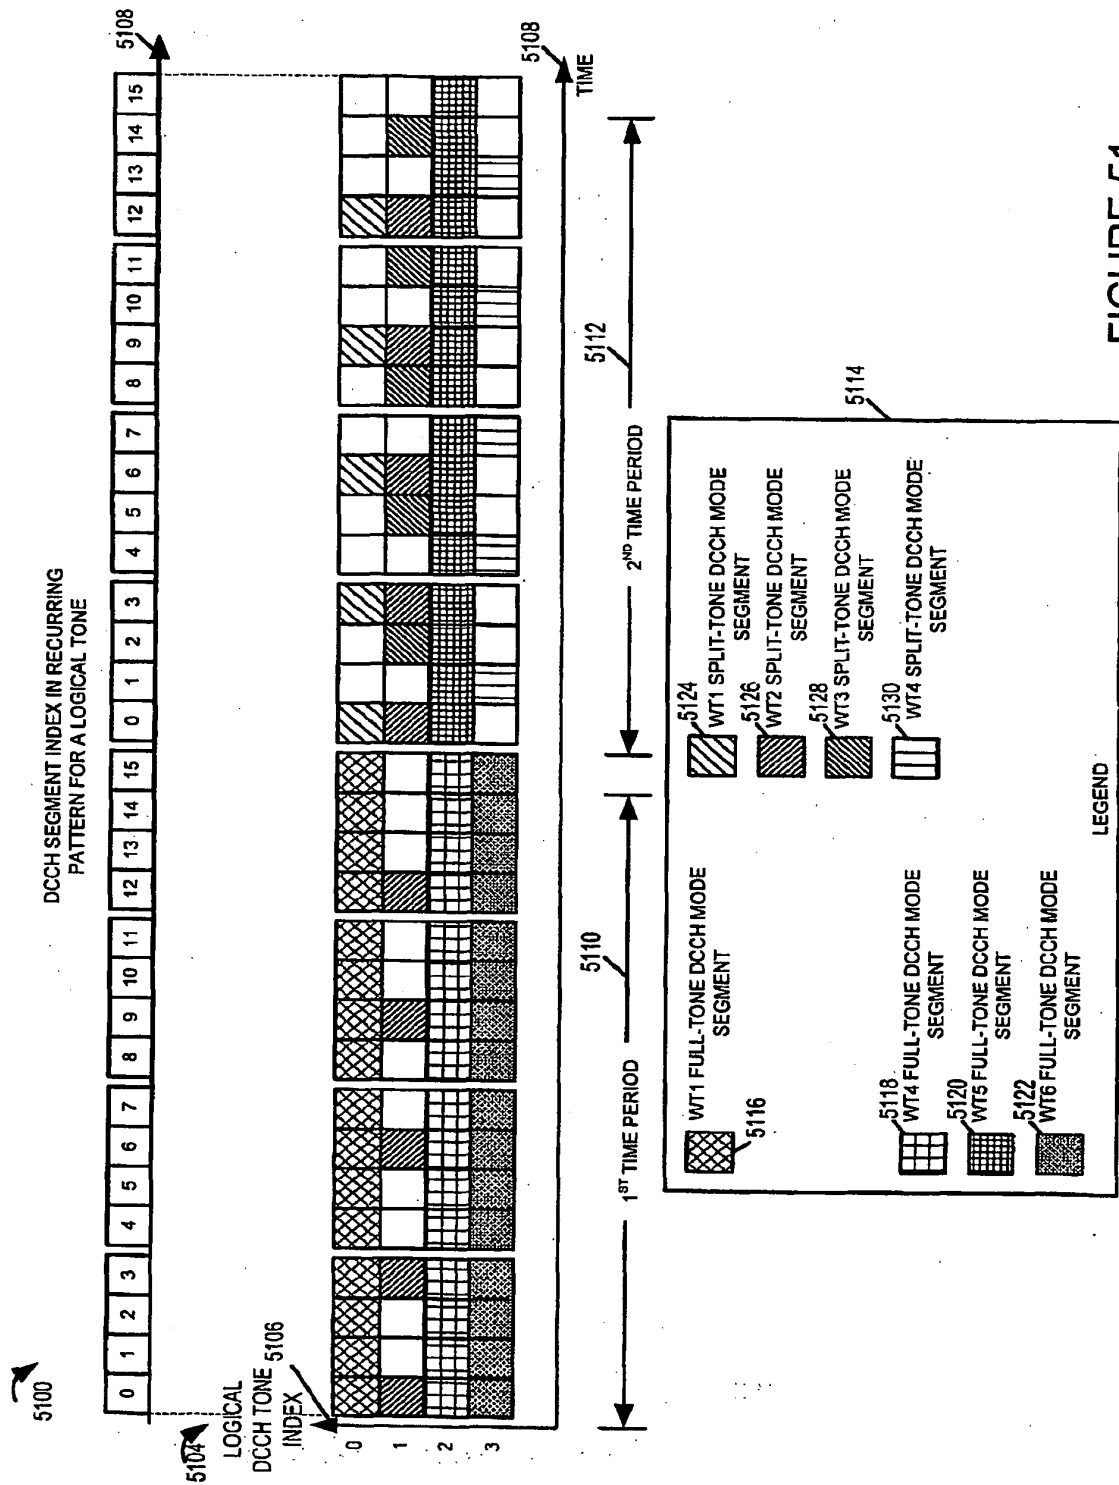 5100
DCCH SEGMENT INDEX IN RECURRING
PATTERN FOR A LOGICAL TONE
0 1 2 3 4 5 6 7 8 9 10 11 12 13 14 15 0 1 2 3 4 5 6 7 8 9 10 11 12 13 14 15
5108
5104
LOGICAL
DCCH TONE
INDEX
5106
0
1
2
3
5108
TIME
5110
1ST TIME PERIOD
5112
2ND TIME PERIOD
5114
WT1 FULL-TONE DCCH MODE
SEGMENT
5116
5118
WT4 FULL-TONE DCCH MODE
SEGMENT
5120
WT5 FULL-TONE DCCH MODE
SEGMENT
5122
WT6 FULL-TONE DCCH MODE
SEGMENT
5124
WT1 SPLIT-TONE DCCH MODE
SEGMENT
5126
WT2 SPLIT-TONE DCCH MODE
SEGMENT
5128
WT3 SPLIT-TONE DCCH MODE
SEGMENT
5130
WT4 SPLIT-TONE DCCH MODE
SEGMENT
LEGEND
FIGURE 51